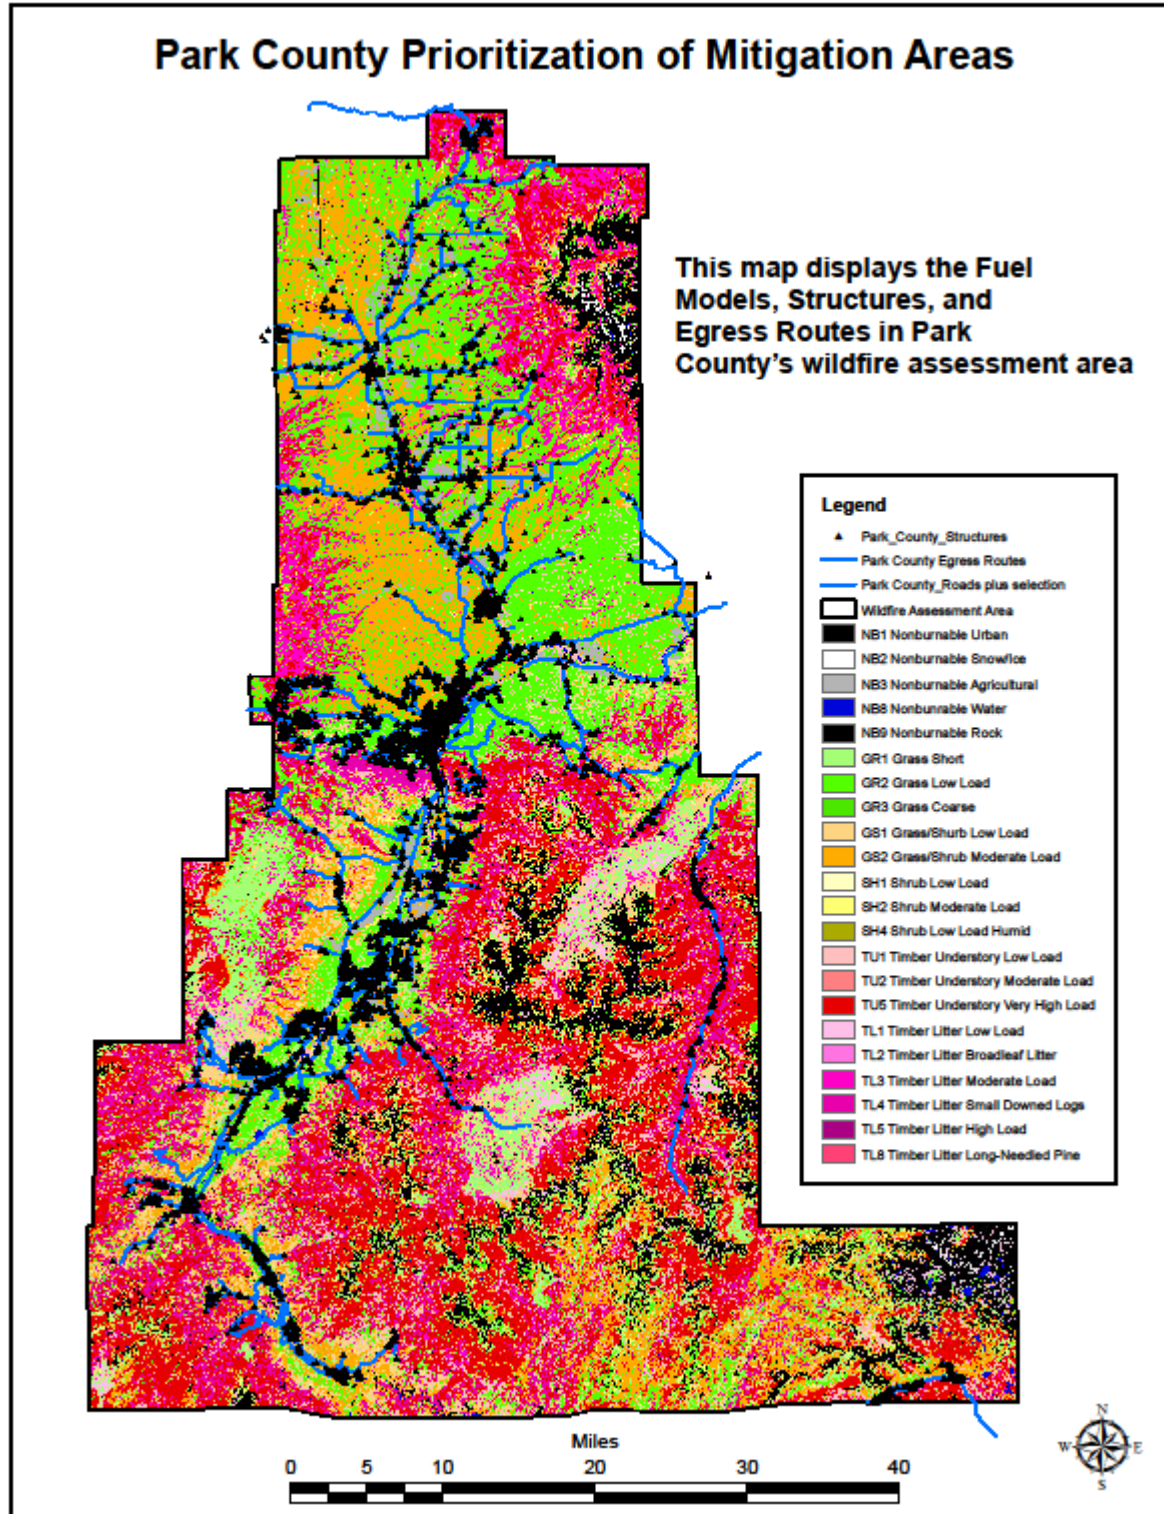 Park County Prioritization of Mitigation Areas
This map displays the Fuel
Models, Structures, and
Egress Routes in Park
County's wildfire assessment area
Legend
Park_County_Structures
Park County Egress Routes
Park County_Roads plus selection
Wildfire Assessment Area
NB1 Nonburnable Urban
NB2 Nonburnable Snow/Ice
NB3 Nonburnable Agricultural
NB8 Nonbunrable Water
NB9 Nonburnable Rock
GR1 Grass Short
GR2 Grass Low Load
GR3 Grass Coarse
GS1 Grass/Shurb Low Load
GS2 Grass/Shrub Moderate Load
SH1 Shrub Low Load
SH2 Shrub Moderate Load
SH4 Shrub Low Load Humid
TU1 Timber Understory Low Load
TU2 Timber Understory Moderate Load
TU5 Timber Understory Very High Load
TL1 Timber Litter Low Load
TL2 Timber Litter Broadleaf Litter
TL3 Timber Litter Moderate Load
TL4 Timber Litter Small Downed Logs
TL5 Timber Litter High Load
TL8 Timber Litter Long-Needled Pine
Miles
0 5 10 20 30 40
N
W E
S